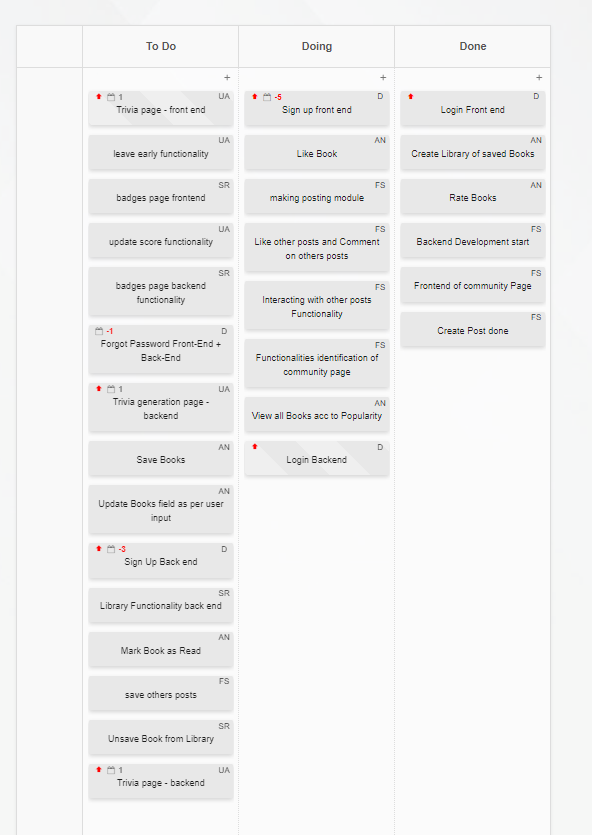 To Do
Doing
Done
+
+
+
1 UA
Trivia page - front end
UA
leave early functionality
SR
badges page frontend
UA
update score functionality
SR
badges page backend
functionality
-1 D
Forgot Password Front-End +
Back-End
1 UA
Trivia generation page -
backend
AN
Save Books
AN
Update Books field as per user
input
-3 D
Sign Up Back end
SR
Library Functionality back end
AN
Mark Book as Read
FS
save others posts
SR
Unsave Book from Library
1 UA
Trivia page - backend
-5 D
Sign up front end
AN
Like Book
FS
making posting module
FS
Like other posts and Comment
on others posts
FS
Interacting with other posts
Functionality
FS
Functionalities identification of
community page
AN
View all Books acc to Popularity
D
Login Backend
D
Login Front end
AN
Create Library of saved Books
AN
Rate Books
FS
Backend Development start
FS
Frontend of community Page
FS
Create Post done